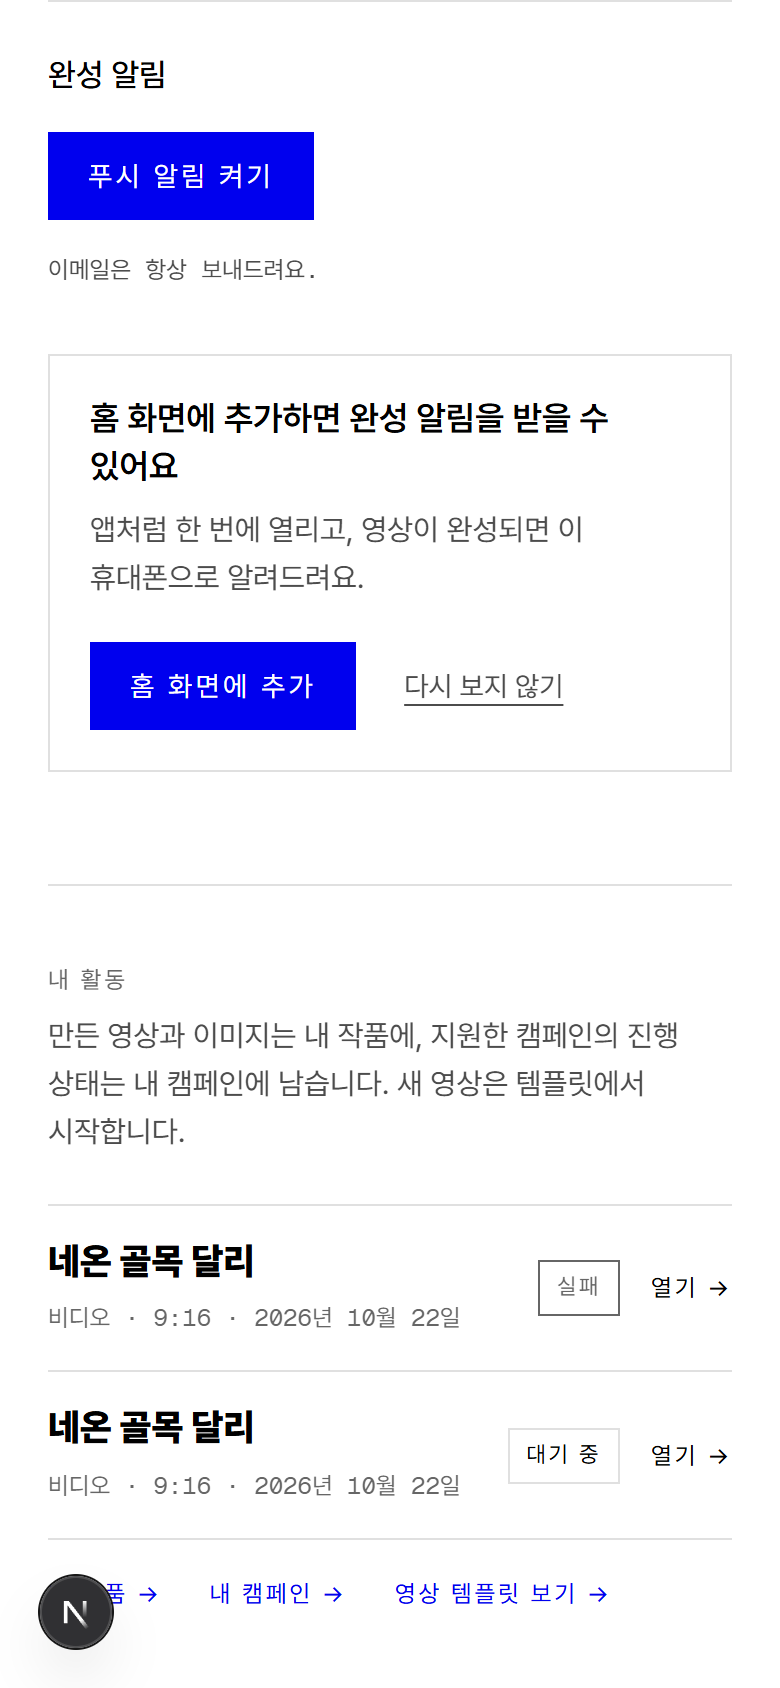 완성 알림
푸시 알림 켜기
이메일은 항상 보내드려요.
홈 화면에 추가하면 완성 알림을 받을 수
있어요
앱처럼 한 번에 열리고, 영상이 완성되면 이
휴대폰으로 알려드려요.
홈 화면에 추가 다시 보지 않기
내 활동
만든 영상과 이미지는 내 작품에, 지원한 캠페인의 진행
상태는 내 캠페인에 남습니다. 새 영상은 템플릿에서
시작합니다.
네온 골목 달리
비디오 · 9:16 · 2026년 10월 22일
실패 열기 →
네온 골목 달리
비디오 · 9:16 · 2026년 10월 22일
대기 중 열기 →
품 → 내 캠페인 → 영상 템플릿 보기 →
N